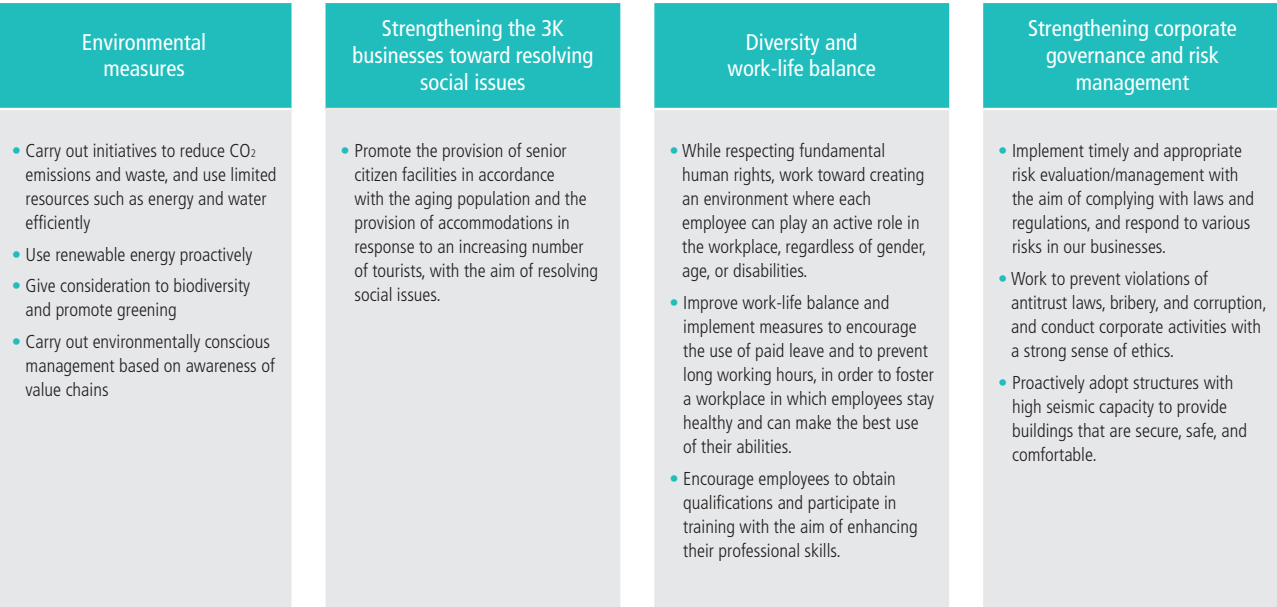 Environmental
measures
• Carry out initiatives to reduce CO₂
emissions and waste, and use limited
resources such as energy and water
efficiently
• Use renewable energy proactively
• Give consideration to biodiversity
and promote greening
• Carry out environmentally conscious
management based on awareness of
value chains
Strengthening the 3K
businesses toward resolving
social issues
• Promote the provision of senior
citizen facilities in accordance
with the aging population and the
provision of accommodations in
response to an increasing number
of tourists, with the aim of resolving
social issues.
Diversity and
work-life balance
• While respecting fundamental
human rights, work toward creating
an environment where each
employee can play an active role in
the workplace, regardless of gender,
age, or disabilities.
• Improve work-life balance and
implement measures to encourage
the use of paid leave and to prevent
long working hours, in order to foster
a workplace in which employees stay
healthy and can make the best use
of their abilities.
• Encourage employees to obtain
qualifications and participate in
training with the aim of enhancing
their professional skills.
Strengthening corporate
governance and risk
management
• Implement timely and appropriate
risk evaluation/management with
the aim of complying with laws and
regulations, and respond to various
risks in our businesses.
• Work to prevent violations of
antitrust laws, bribery, and corruption,
and conduct corporate activities with
a strong sense of ethics.
• Proactively adopt structures with
high seismic capacity to provide
buildings that are secure, safe, and
comfortable.